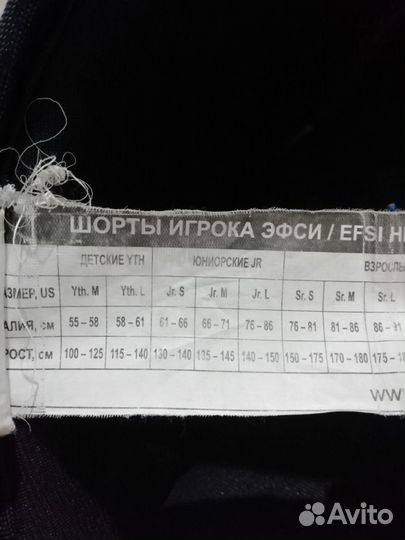 ШОРТЫ ИГРОКА ЭФСИ / EFSI
ДЕТСКИЕ YTH ЮНИОРСКИЕ JR ВЗРОСЛЫ
АЗМЕР, US Yth. M Yth. L Jr. S Jr. M Jr. L Sr. S Sr. M Sr. L
АЛИЯ, см 55 – 58 58 – 61 61 – 66 66 – 71 76 – 86 76 – 81 81 – 86 86 – 91
РОСТ, см 100 – 125 115 – 140 130 – 140 135 – 145 140 – 150 150 – 175 170 – 180 175 – 18
WW
Avito